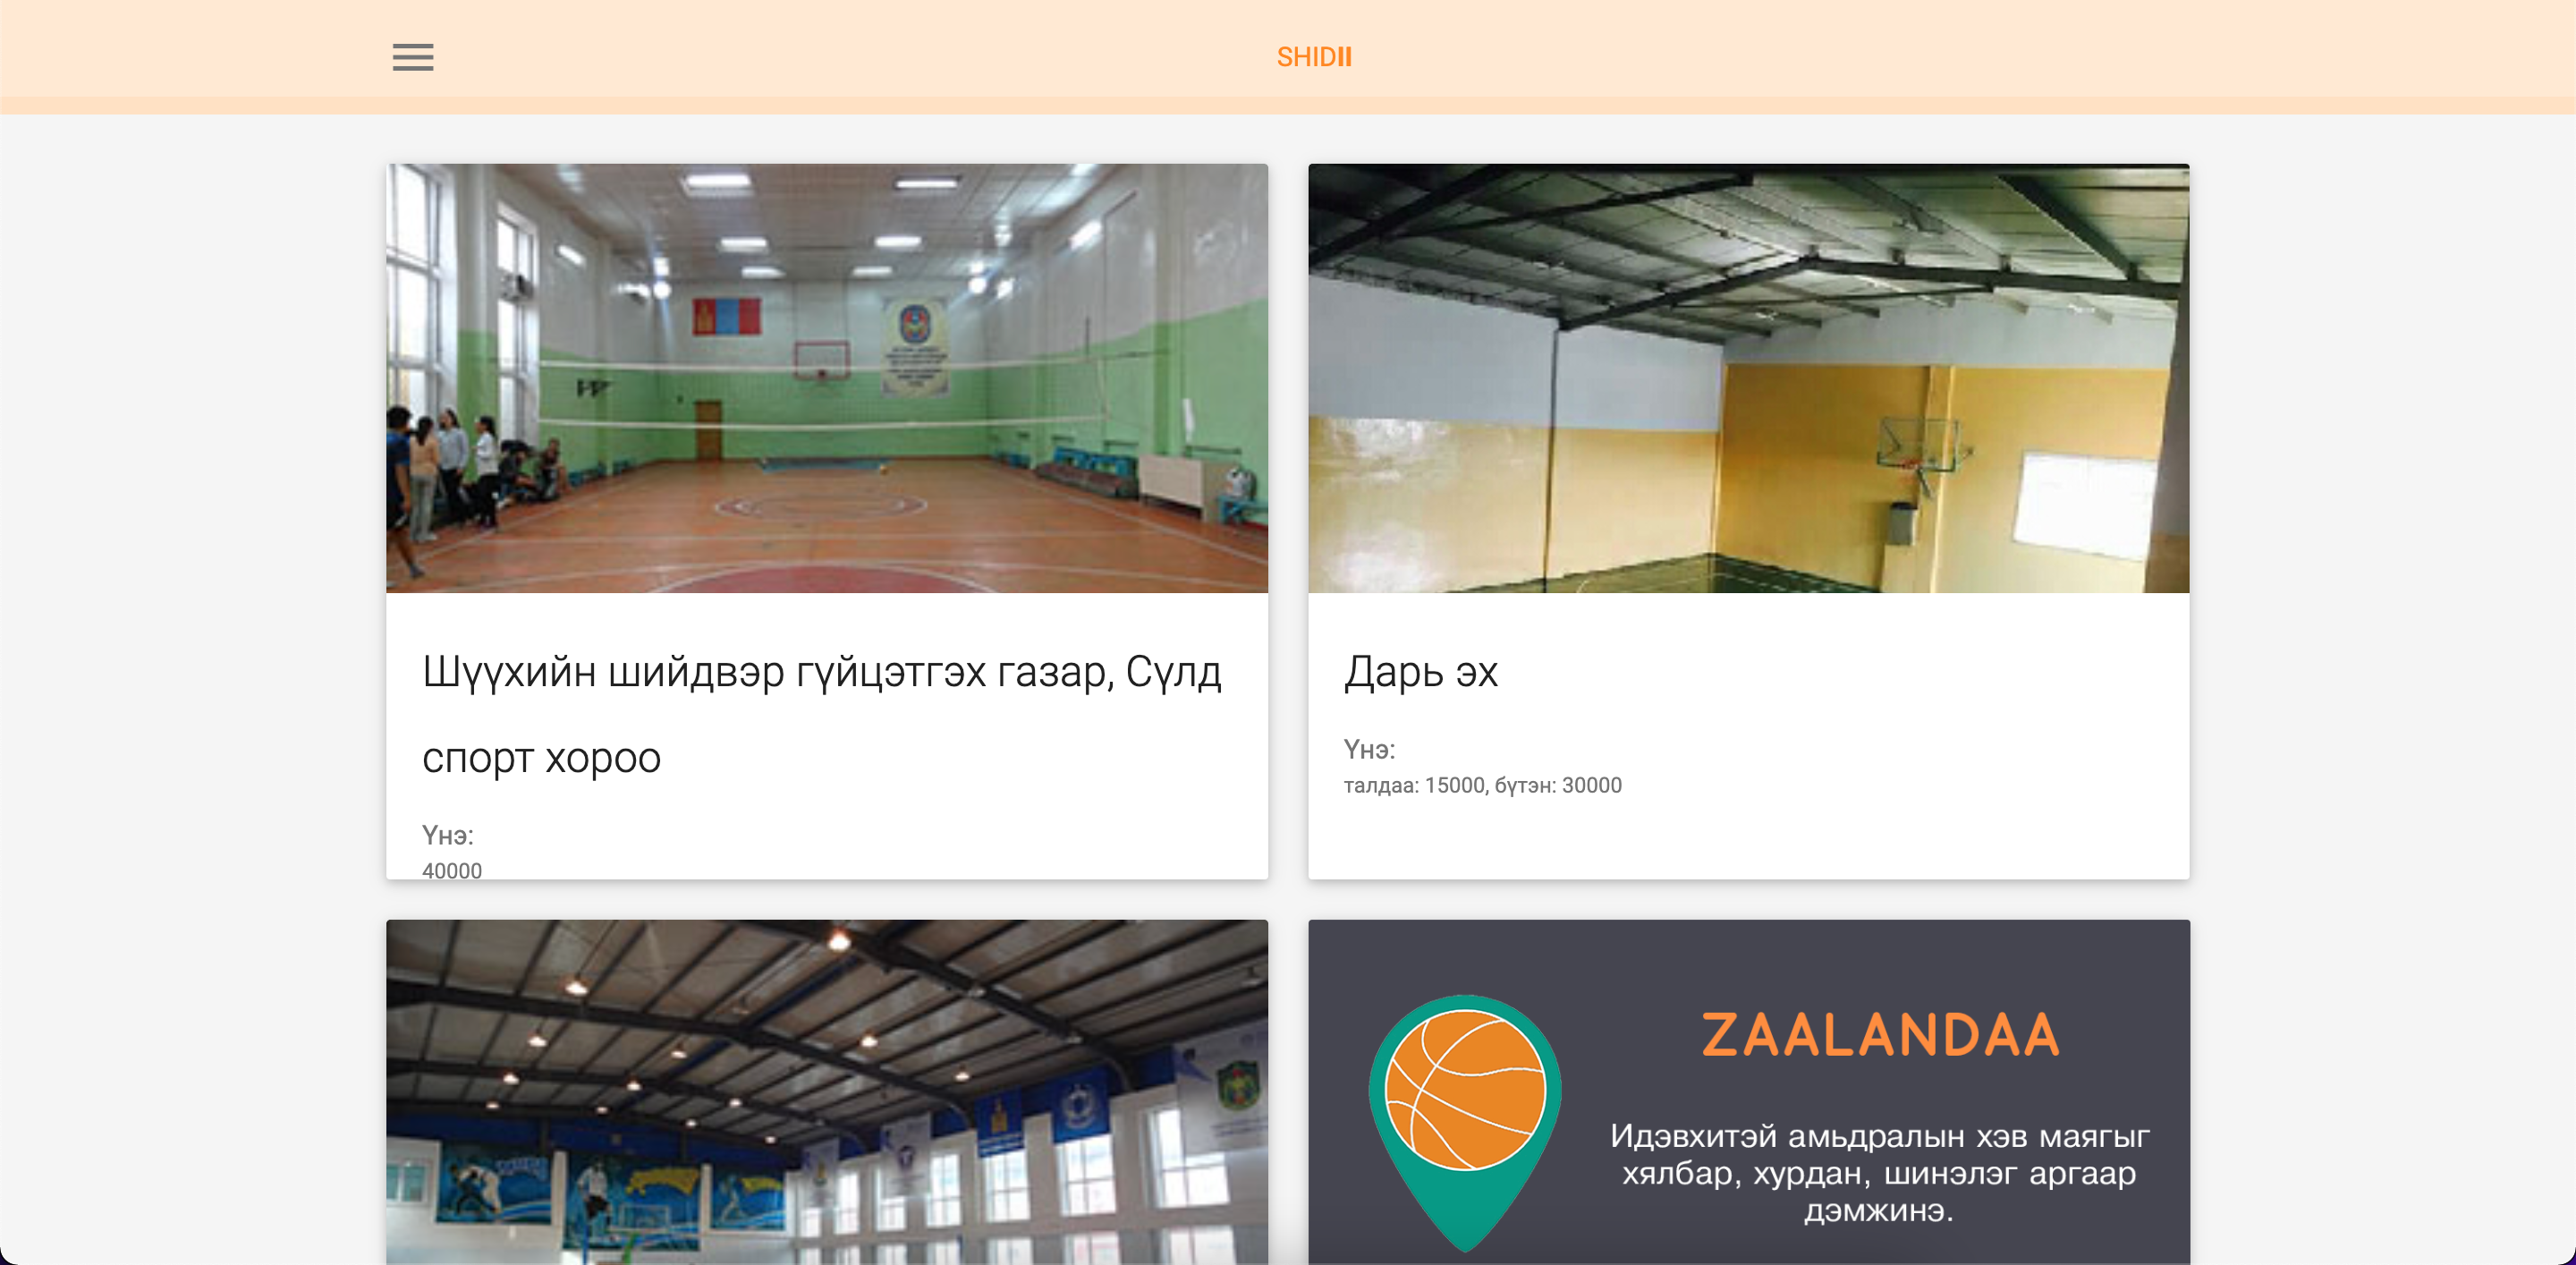 SHIDII
Шүүхийн шийдвэр гүйцэтгэх газар, Сүлд
спорт хороо
Үнэ:
40000
Дарь эх
Үнэ:
талдаа: 15000, бүтэн: 30000
ZAALANDAA
Идэвхитэй амьдралын хэв маягыг
хялбар, хурдан, шинэлэг аргаар
дэмжинэ.